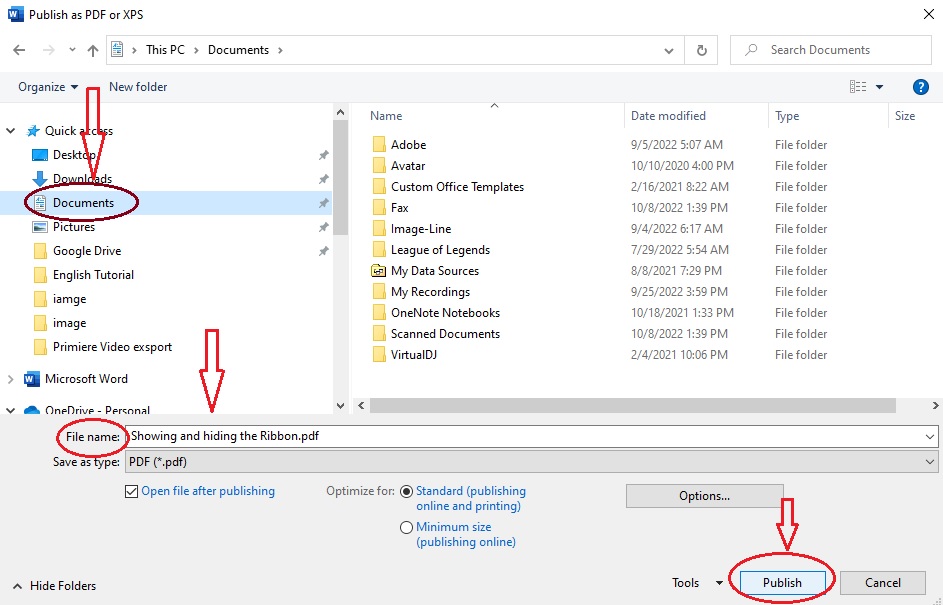 Publish as PDF or XPS
This PC > Documents >
Search Documents
Organize
New folder
Quick access
Desktop
Downloads
Documents
Pictures
Google Drive
English Tutorial
iamge
image
Primiere Video exsport
Microsoft Word
OneDrive - Personal
Name Date modified Type Size
Adobe 9/5/2022 5:07 AM File folder
Avatar 10/10/2020 4:00 PM File folder
Custom Office Templates 2/16/2021 8:22 AM File folder
Fax 10/8/2022 1:39 PM File folder
Image-Line 9/4/2022 6:17 AM File folder
League of Legends 7/29/2022 5:54 AM File folder
My Data Sources 8/8/2021 7:29 PM File folder
My Recordings 9/25/2022 3:59 PM File folder
OneNote Notebooks 10/18/2021 1:33 PM File folder
Scanned Documents 10/8/2022 1:39 PM File folder
VirtualDJ 2/4/2021 10:06 PM File folder
File name: Showing and hiding the Ribbon.pdf
Save as type: PDF (*.pdf)
Open file after publishing
Optimize for: Standard (publishing
online and printing)
Minimum size
(publishing online)
Options...
Hide Folders
Tools
Publish
Cancel